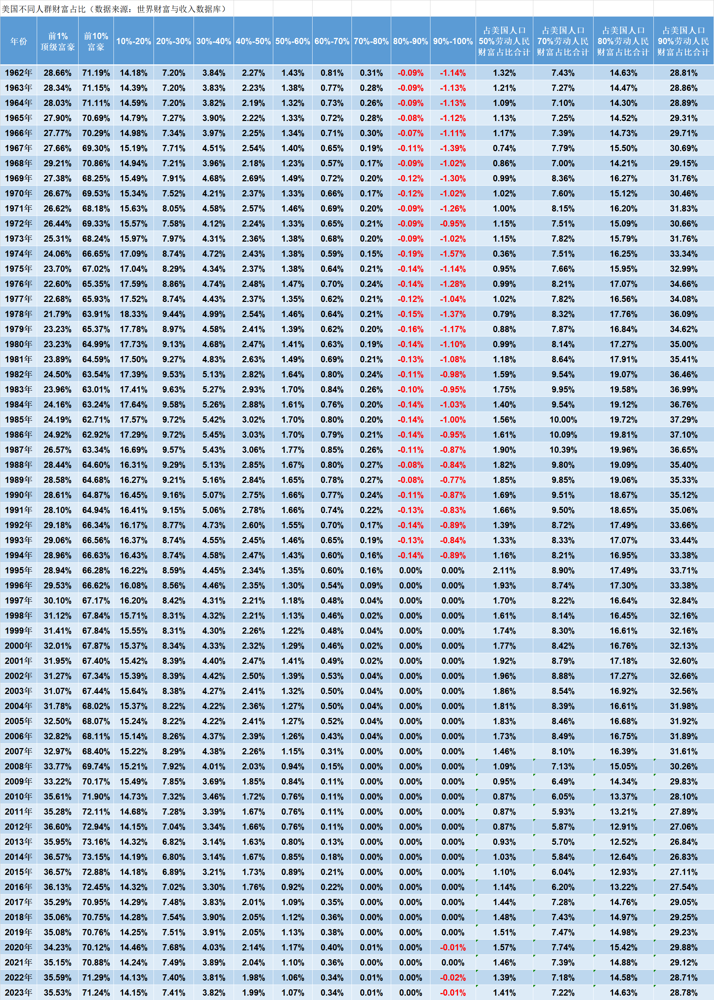 美国不同人群财富占比（数据来源：世界财富与收入数据库）
年份 前1%顶级富豪 前10%富豪 10%-20% 20%-30% 30%-40% 40%-50% 50%-60% 60%-70% 70%-80% 80%-90% 90%-100% 占美国人口50%劳动人民财富占比合计 占美国人口70%劳动人民财富占比合计 占美国人口80%劳动人民财富占比合计 占美国人口90%劳动人民财富占比合计
1962年 28.66% 71.19% 14.18% 7.20% 3.84% 2.27% 1.43% 0.81% 0.31% -0.09% -1.14% 1.32% 7.43% 14.63% 28.81%
1963年 28.34% 71.15% 14.39% 7.20% 3.83% 2.23% 1.38% 0.77% 0.28% -0.09% -1.13% 1.21% 7.27% 14.47% 28.86%
1964年 28.03% 71.11% 14.59% 7.20% 3.82% 2.19% 1.32% 0.73% 0.26% -0.09% -1.13% 1.09% 7.10% 14.30% 28.89%
1965年 27.90% 70.69% 14.79% 7.27% 3.90% 2.22% 1.33% 0.72% 0.28% -0.08% -1.12% 1.13% 7.25% 14.52% 29.31%
1966年 27.77% 70.29% 14.98% 7.34% 3.97% 2.25% 1.34% 0.71% 0.30% -0.07% -1.11% 1.17% 7.39% 14.73% 29.71%
1967年 27.66% 69.30% 15.19% 7.71% 4.51% 2.54% 1.40% 0.65% 0.19% -0.11% -1.39% 0.74% 7.79% 15.50% 30.69%
1968年 29.21% 70.86% 14.94% 7.21% 3.96% 2.18% 1.23% 0.57% 0.17% -0.09% -1.02% 0.86% 7.00% 14.21% 29.15%
1969年 27.38% 68.25% 15.49% 7.91% 4.68% 2.69% 1.49% 0.72% 0.20% -0.12% -1.30% 0.99% 8.36% 16.27% 31.76%
1970年 26.67% 69.53% 15.34% 7.52% 4.21% 2.37% 1.33% 0.66% 0.17% -0.12% -1.02% 1.02% 7.60% 15.12% 30.46%
1971年 26.62% 68.18% 15.63% 8.05% 4.58% 2.57% 1.46% 0.69% 0.20% -0.09% -1.26% 1.00% 8.15% 16.20% 31.83%
1972年 26.44% 69.33% 15.57% 7.58% 4.12% 2.24% 1.33% 0.65% 0.21% -0.09% -0.95% 1.15% 7.51% 15.09% 30.66%
1973年 25.31% 68.24% 15.97% 7.97% 4.31% 2.36% 1.38% 0.68% 0.20% -0.09% -1.02% 1.15% 7.82% 15.79% 31.76%
1974年 24.06% 66.65% 17.09% 8.74% 4.72% 2.43% 1.38% 0.59% 0.15% -0.19% -1.57% 0.36% 7.51% 16.25% 33.34%
1975年 23.70% 67.02% 17.04% 8.29% 4.34% 2.37% 1.38% 0.64% 0.21% -0.14% -1.14% 0.95% 7.66% 15.95% 32.99%
1976年 22.60% 65.35% 17.59% 8.86% 4.74% 2.48% 1.47% 0.70% 0.24% -0.14% -1.28% 0.99% 8.21% 17.07% 34.66%
1977年 22.68% 65.93% 17.52% 8.74% 4.43% 2.37% 1.35% 0.62% 0.21% -0.12% -1.04% 1.02% 7.82% 16.56% 34.08%
1978年 21.79% 63.91% 18.33% 9.44% 4.99% 2.54% 1.46% 0.64% 0.21% -0.15% -1.37% 0.79% 8.32% 17.76% 36.09%
1979年 23.23% 65.37% 17.78% 8.97% 4.58% 2.41% 1.39% 0.62% 0.20% -0.16% -1.17% 0.88% 7.87% 16.84% 34.62%
1980年 23.23% 64.99% 17.73% 9.13% 4.68% 2.47% 1.41% 0.63% 0.19% -0.14% -1.10% 0.99% 8.14% 17.27% 35.00%
1981年 23.89% 64.59% 17.50% 9.27% 4.83% 2.63% 1.49% 0.69% 0.21% -0.13% -1.08% 1.18% 8.64% 17.91% 35.41%
1982年 24.50% 63.54% 17.39% 9.53% 5.13% 2.82% 1.64% 0.80% 0.24% -0.11% -0.98% 1.59% 9.54% 19.07% 36.46%
1983年 23.96% 63.01% 17.41% 9.63% 5.27% 2.93% 1.70% 0.84% 0.26% -0.10% -0.95% 1.75% 9.95% 19.58% 36.99%
1984年 24.16% 63.24% 17.64% 9.58% 5.26% 2.88% 1.61% 0.76% 0.20% -0.14% -1.03% 1.40% 9.54% 19.12% 36.76%
1985年 24.19% 62.71% 17.57% 9.72% 5.42% 3.02% 1.70% 0.80% 0.20% -0.14% -1.00% 1.56% 10.00% 19.72% 37.29%
1986年 24.92% 62.92% 17.29% 9.72% 5.45% 3.03% 1.70% 0.79% 0.21% -0.14% -0.95% 1.61% 10.09% 19.81% 37.10%
1987年 26.57% 63.34% 16.69% 9.57% 5.43% 3.06% 1.77% 0.85% 0.26% -0.11% -0.87% 1.90% 10.39% 19.96% 36.65%
1988年 28.44% 64.60% 16.31% 9.29% 5.13% 2.85% 1.67% 0.80% 0.27% -0.08% -0.84% 1.82% 9.80% 19.09% 35.40%
1989年 28.58% 64.68% 16.27% 9.21% 5.16% 2.84% 1.65% 0.78% 0.27% -0.08% -0.77% 1.85% 9.85% 19.06% 35.33%
1990年 28.61% 64.87% 16.45% 9.16% 5.07% 2.75% 1.66% 0.77% 0.24% -0.11% -0.87% 1.69% 9.51% 18.67% 35.12%
1991年 28.10% 64.94% 16.41% 9.15% 5.06% 2.78% 1.66% 0.74% 0.22% -0.13% -0.83% 1.66% 9.50% 18.65% 35.06%
1992年 29.18% 66.34% 16.17% 8.77% 4.73% 2.60% 1.55% 0.70% 0.17% -0.14% -0.89% 1.39% 8.72% 17.49% 33.66%
1993年 29.06% 66.56% 16.37% 8.74% 4.55% 2.45% 1.46% 0.65% 0.19% -0.13% -0.84% 1.33% 8.33% 17.07% 33.44%
1994年 28.96% 66.63% 16.43% 8.74% 4.58% 2.47% 1.43% 0.60% 0.16% -0.14% -0.89% 1.16% 8.21% 16.95% 33.38%
1995年 28.94% 66.28% 16.22% 8.59% 4.45% 2.34% 1.35% 0.60% 0.16% 0.00% 0.00% 2.11% 8.90% 17.49% 33.71%
1996年 29.53% 66.62% 16.08% 8.56% 4.46% 2.35% 1.30% 0.54% 0.09% 0.00% 0.00% 1.93% 8.74% 17.30% 33.38%
1997年 30.10% 67.17% 16.20% 8.42% 4.31% 2.21% 1.18% 0.48% 0.04% 0.00% 0.00% 1.70% 8.22% 16.64% 32.84%
1998年 31.12% 67.84% 15.71% 8.31% 4.32% 2.21% 1.13% 0.46% 0.02% 0.00% 0.00% 1.61% 8.14% 16.45% 32.16%
1999年 31.41% 67.84% 15.55% 8.31% 4.30% 2.26% 1.22% 0.48% 0.04% 0.00% 0.00% 1.74% 8.30% 16.61% 32.16%
2000年 32.01% 67.87% 15.37% 8.34% 4.33% 2.32% 1.29% 0.46% 0.02% 0.00% 0.00% 1.77% 8.42% 16.76% 32.13%
2001年 31.95% 67.40% 15.42% 8.39% 4.40% 2.47% 1.41% 0.49% 0.02% 0.00% 0.00% 1.92% 8.79% 17.18% 32.60%
2002年 31.27% 67.34% 15.39% 8.39% 4.42% 2.50% 1.39% 0.53% 0.04% 0.00% 0.00% 1.96% 8.88% 17.27% 32.66%
2003年 31.07% 67.44% 15.64% 8.38% 4.27% 2.41% 1.32% 0.50% 0.04% 0.00% 0.00% 1.86% 8.54% 16.92% 32.56%
2004年 31.78% 68.02% 15.37% 8.22% 4.22% 2.36% 1.27% 0.50% 0.04% 0.00% 0.00% 1.81% 8.39% 16.61% 31.98%
2005年 32.50% 68.07% 15.24% 8.22% 4.22% 2.41% 1.27% 0.52% 0.04% 0.00% 0.00% 1.83% 8.46% 16.68% 31.92%
2006年 32.82% 68.11% 15.14% 8.26% 4.37% 2.39% 1.26% 0.43% 0.04% 0.00% 0.00% 1.73% 8.49% 16.75% 31.89%
2007年 32.97% 68.40% 15.22% 8.29% 4.38% 2.26% 1.15% 0.31% 0.00% 0.00% 0.00% 1.46% 8.10% 16.39% 31.61%
2008年 33.77% 69.74% 15.21% 7.92% 4.01% 2.03% 0.94% 0.15% 0.00% 0.00% 0.00% 1.09% 7.13% 15.05% 30.26%
2009年 33.22% 70.17% 15.49% 7.85% 3.69% 1.85% 0.84% 0.11% 0.00% 0.00% 0.00% 0.95% 6.49% 14.34% 29.83%
2010年 35.61% 71.90% 14.73% 7.32% 3.46% 1.72% 0.76% 0.11% 0.00% 0.00% 0.00% 0.87% 6.05% 13.37% 28.10%
2011年 35.28% 72.11% 14.68% 7.28% 3.39% 1.67% 0.76% 0.11% 0.00% 0.00% 0.00% 0.87% 5.93% 13.21% 27.89%
2012年 36.60% 72.94% 14.15% 7.04% 3.34% 1.66% 0.76% 0.11% 0.00% 0.00% 0.00% 0.87% 5.87% 12.91% 27.06%
2013年 35.95% 73.16% 14.32% 6.82% 3.14% 1.63% 0.80% 0.13% 0.00% 0.00% 0.00% 0.93% 5.70% 12.52% 26.84%
2014年 36.57% 73.15% 14.19% 6.80% 3.14% 1.67% 0.85% 0.18% 0.00% 0.00% 0.00% 1.03% 5.84% 12.64% 26.83%
2015年 36.57% 72.88% 14.18% 6.89% 3.21% 1.73% 0.89% 0.21% 0.00% 0.00% 0.00% 1.10% 6.04% 12.93% 27.11%
2016年 36.13% 72.45% 14.32% 7.02% 3.30% 1.76% 0.92% 0.22% 0.00% 0.00% 0.00% 1.14% 6.20% 13.22% 27.54%
2017年 35.29% 70.95% 14.29% 7.48% 3.83% 2.01% 1.09% 0.35% 0.00% 0.00% 0.00% 1.44% 7.28% 14.76% 29.05%
2018年 35.06% 70.75% 14.28% 7.54% 3.90% 2.05% 1.12% 0.36% 0.00% 0.00% 0.00% 1.48% 7.43% 14.97% 29.25%
2019年 35.08% 70.76% 14.25% 7.51% 3.91% 2.05% 1.13% 0.38% 0.00% 0.00% 0.00% 1.51% 7.47% 14.98% 29.23%
2020年 34.23% 70.12% 14.46% 7.68% 4.03% 2.14% 1.17% 0.40% 0.01% 0.00% -0.01% 1.57% 7.74% 15.42% 29.88%
2021年 35.15% 70.88% 14.24% 7.49% 3.89% 2.04% 1.10% 0.36% 0.00% 0.00% 0.00% 1.46% 7.39% 14.88% 29.12%
2022年 35.59% 71.29% 14.13% 7.40% 3.81% 1.98% 1.06% 0.34% 0.01% 0.00% -0.02% 1.39% 7.18% 14.58% 28.71%
2023年 35.53% 71.24% 14.15% 7.41% 3.82% 1.99% 1.07% 0.34% 0.01% 0.00% -0.01% 1.41% 7.22% 14.63% 28.78%